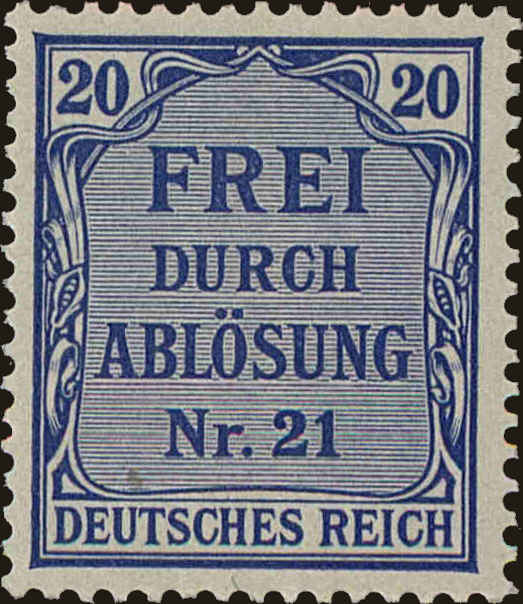 20 20
FREI
DURCH
ABLÖSUNG
Nr. 21
DEUTSCHES REICH